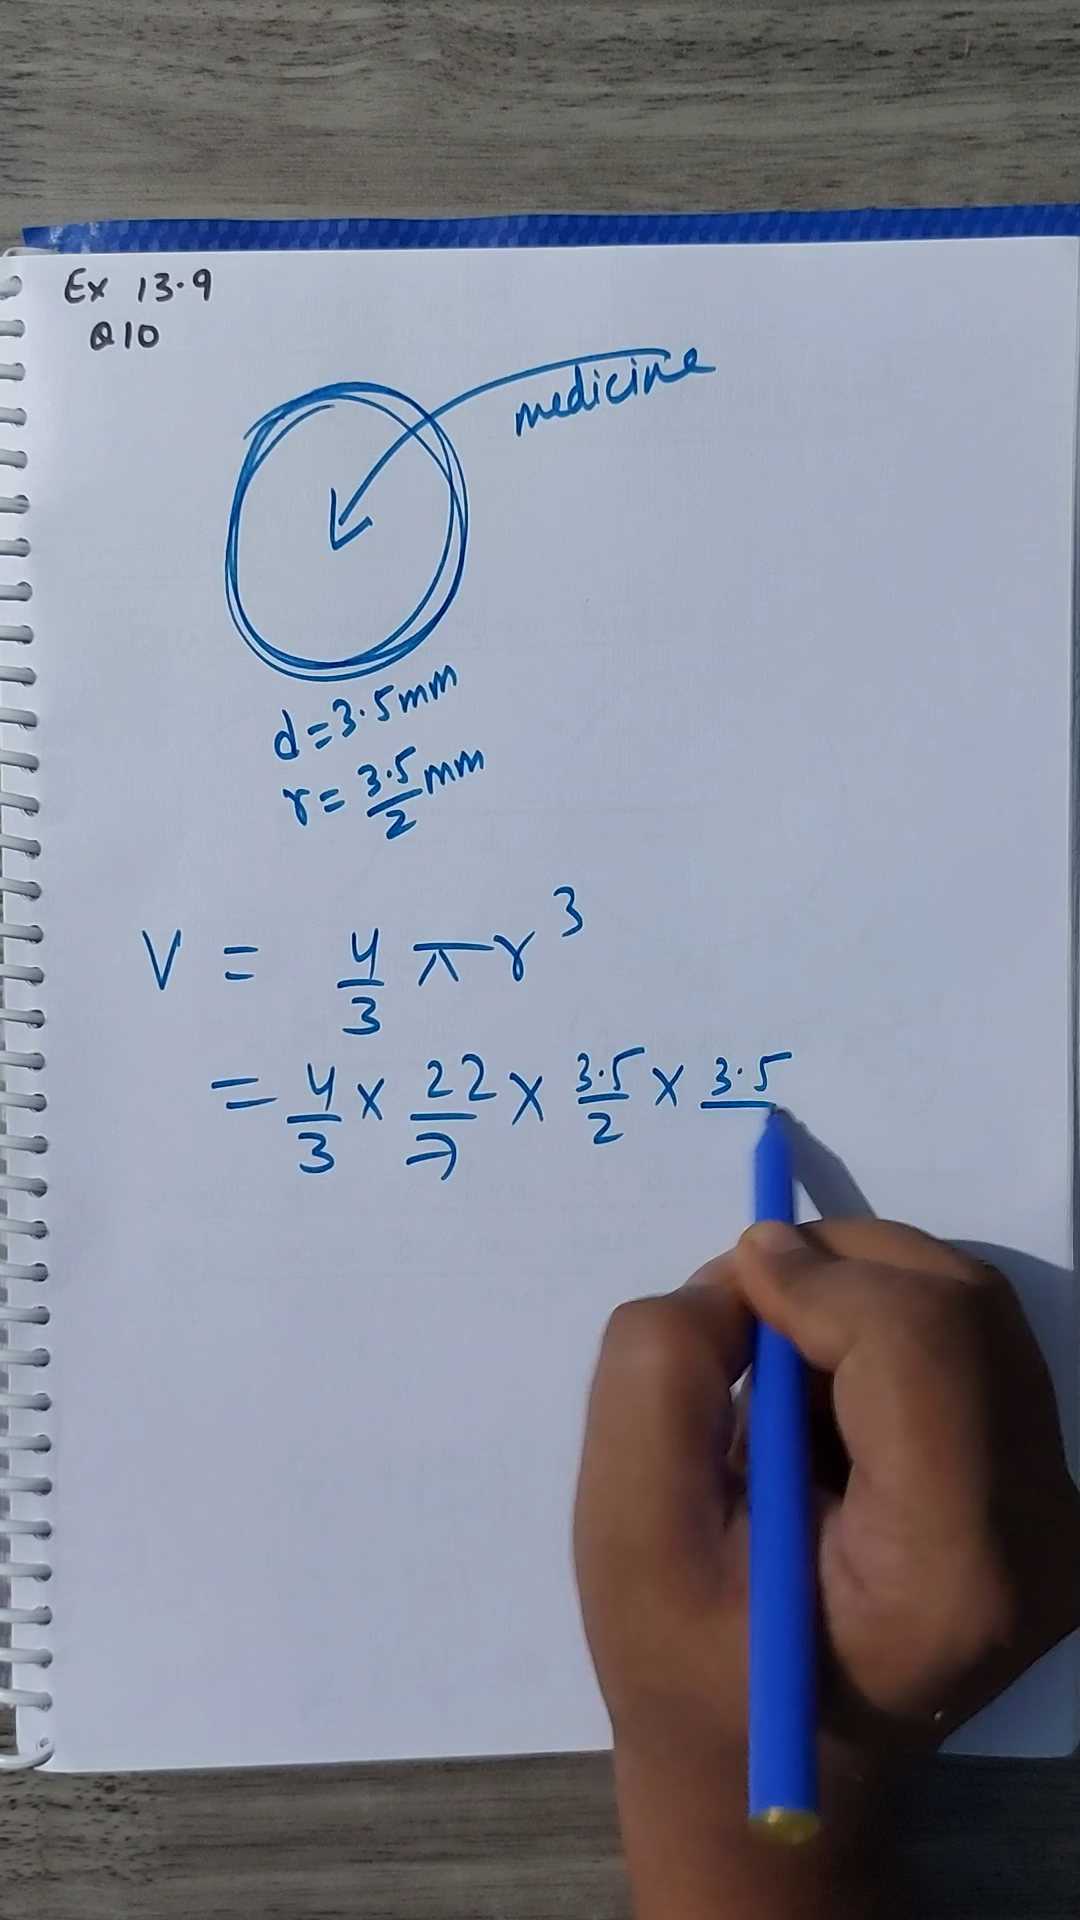 Ex 13.9
Q10
medicine
d=3.5mm
r=3.5/2 mm
V = 4/3 πr³
= 4/3 × 22/7 × 3.5/2 × 3.5